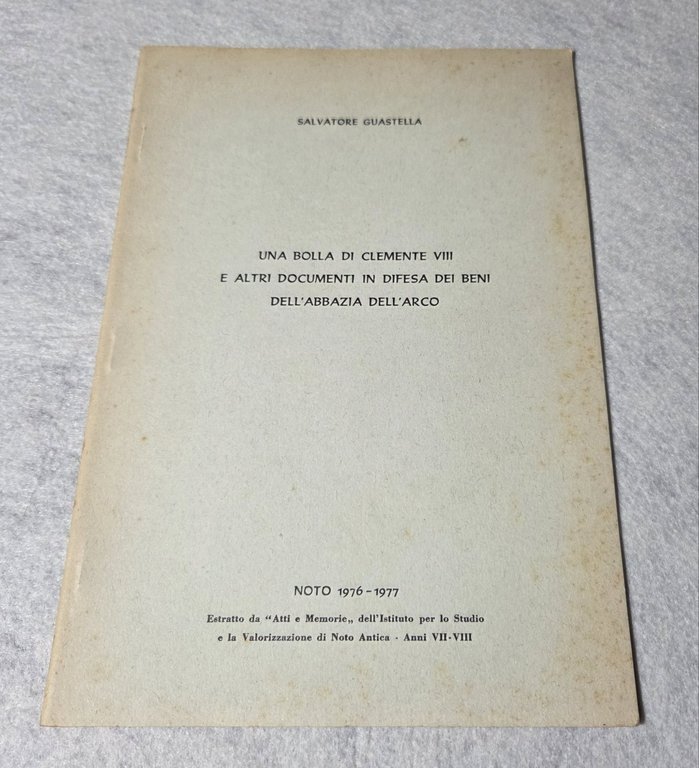 SALVATORE GUASTELLA
UNA BOLLA DI CLEMENTE VIII
E ALTRI DOCUMENTI IN DIFESA DEI BENI
DELL'ABBAZIA DELL'ARCO
NOTO 1976-1977
Estratto da "Atti e Memorie„ dell'Istituto per lo Studio
e la Valorizzazione di Noto Antica - Anni VII-VIII